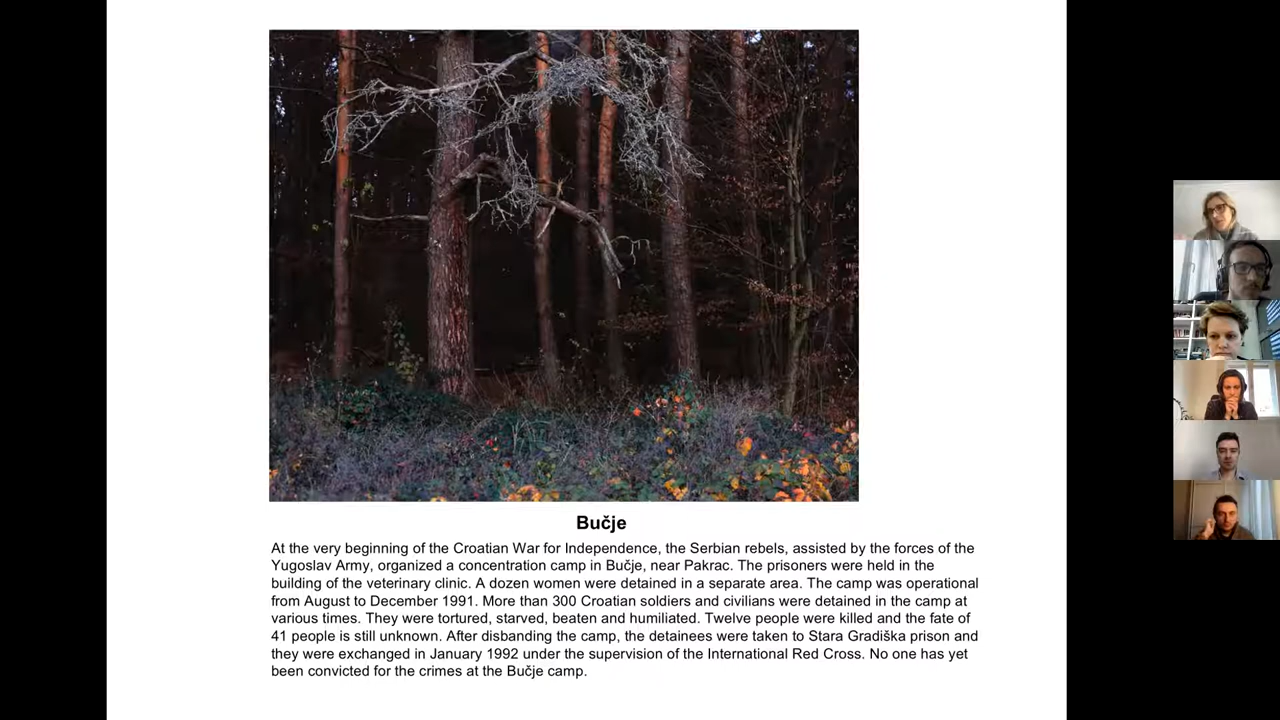 Bučje
At the very beginning of the Croatian War for Independence, the Serbian rebels, assisted by the forces of the
Yugoslav Army, organized a concentration camp in Bučje, near Pakrac. The prisoners were held in the
building of the veterinary clinic. A dozen women were detained in a separate area. The camp was operational
from August to December 1991. More than 300 Croatian soldiers and civilians were detained in the camp at
various times. They were tortured, starved, beaten and humiliated. Twelve people were killed and the fate of
41 people is still unknown. After disbanding the camp, the detainees were taken to Stara Gradiška prison and
they were exchanged in January 1992 under the supervision of the International Red Cross. No one has yet
been convicted for the crimes at the Bučje camp.